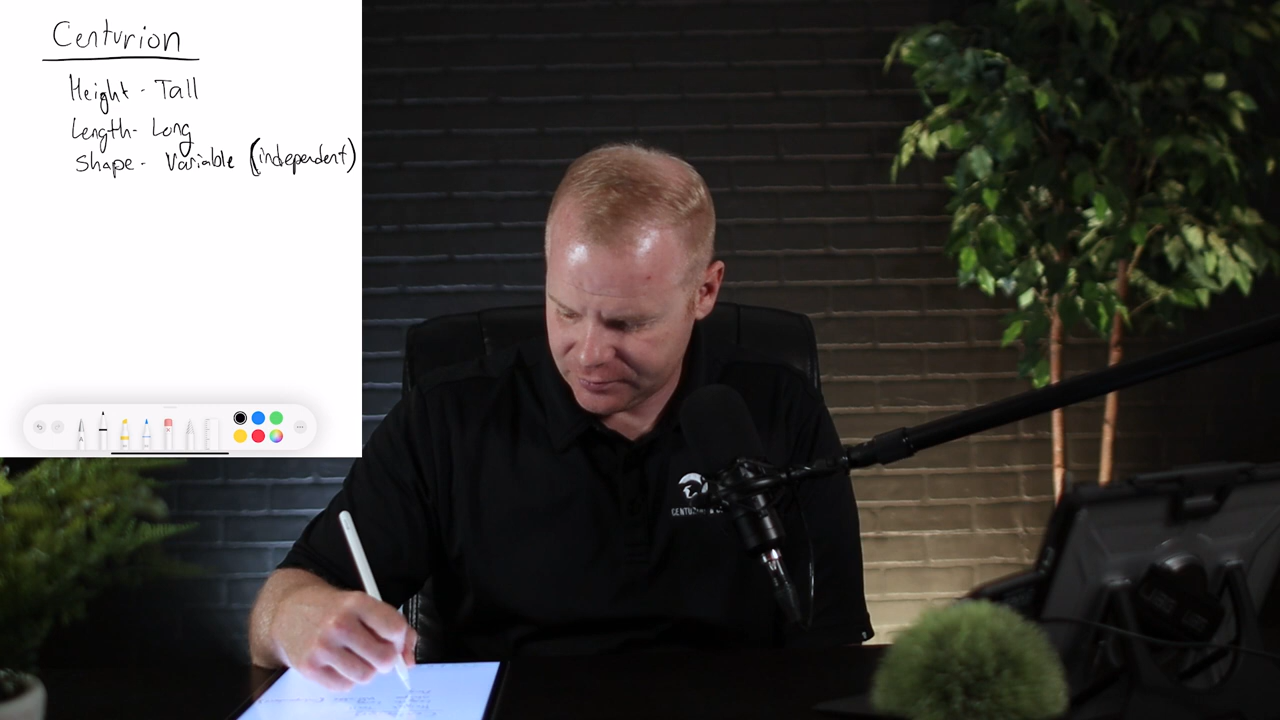 Centurion
Height - Tall
Length- Long
Shape - Variable (independent)